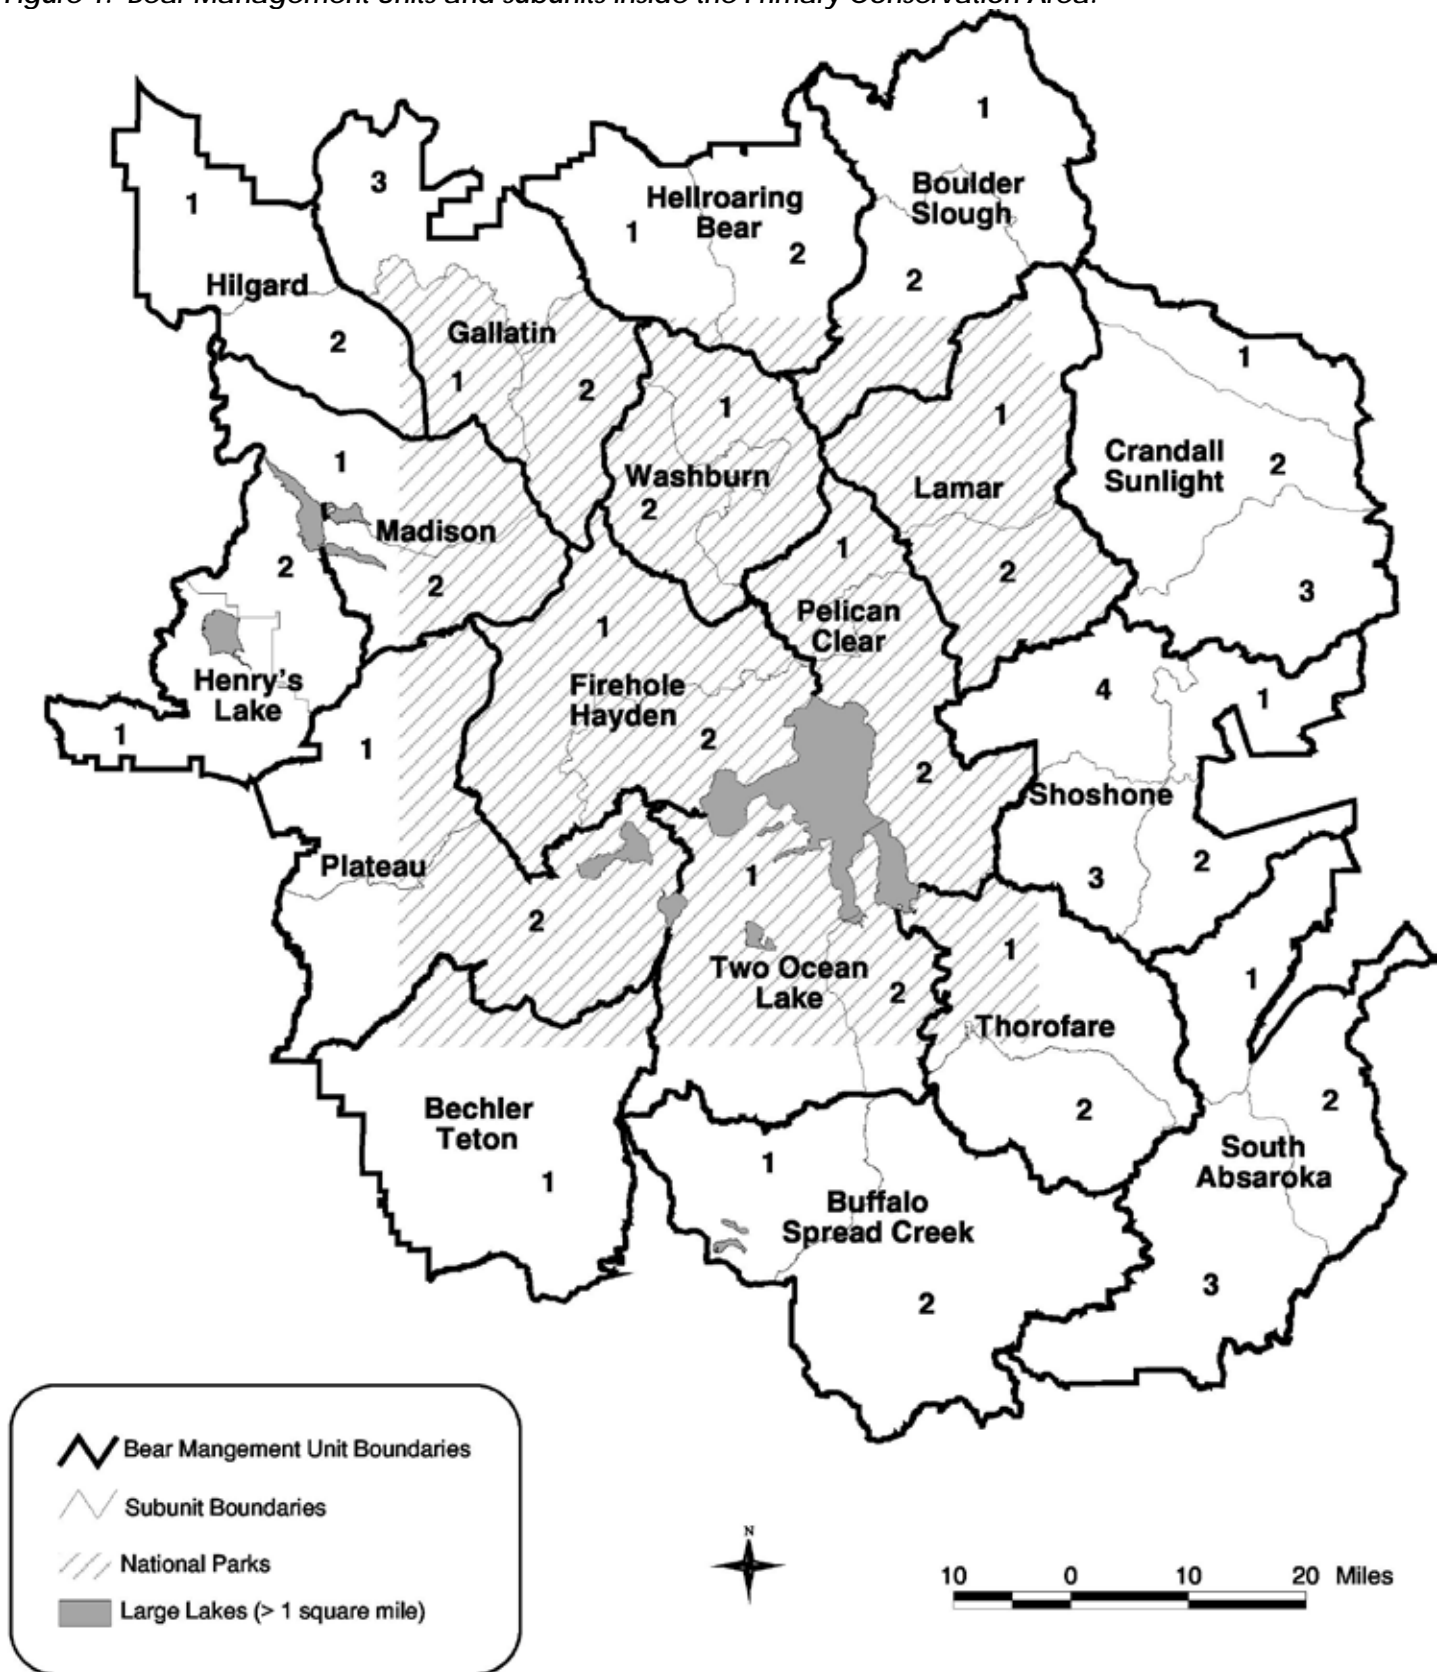 Figure 1. Bear Management Units and subunits inside the Primary Conservation Area.
1
3
1
Hellroaring
Bear
1
2
Boulder
Slough
2
Hilgard
2
Gallatin
1
2
1
Washburn
2
1
Lamar
2
1
Crandall
Sunlight
2
3
1
Madison
2
2
Henry's
Lake
1
1
Pelican
Clear
2
1
Firehole
Hayden
2
4
1
Shoshone
3
2
1
Plateau
2
1
Two Ocean
Lake
2
1
Thorofare
2
1
2
South
Absaroka
3
Bechler
Teton
1
1
Buffalo
Spread Creek
2
Bear Mangement Unit Boundaries
Subunit Boundaries
National Parks
Large Lakes (> 1 square mile)
N
10 0 10 20 Miles